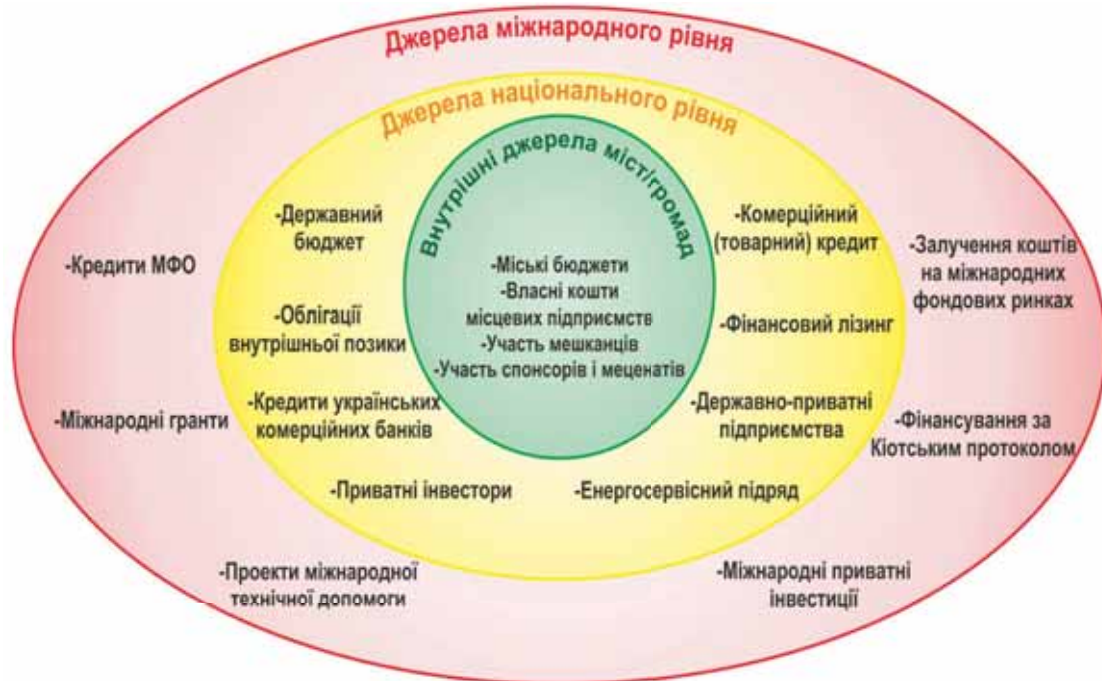 Джерела міжнародного рівня
Джерела національного рівня
Внутрішні джерела міст/громад
-Міські бюджети
-Власні кошти
місцевих підприємств
-Участь мешканців
-Участь спонсорів і меценатів
-Державний
бюджет
-Облігації
внутрішньої позики
-Кредити українських
комерційних банків
-Приватні інвестори
-Комерційний
(товарний) кредит
-Фінансовий лізинг
-Державно-приватні
підприємства
-Енергосервісний підряд
-Кредити МФО
-Міжнародні гранти
-Проекти міжнародної
технічної допомоги
-Залучення коштів
на міжнародних
фондових ринках
-Фінансування за
Кіотським протоколом
-Міжнародні приватні
інвестиції